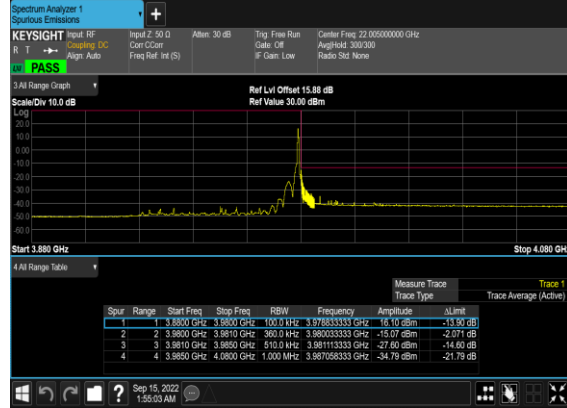 Spectrum Analyzer 1
Spurious Emissions
+
KEYSIGHT Input: RF Input Z: 50 Ω Atten: 30 dB Trig: Free Run Center Freq: 22.005000000 GHz
R T Coupling: DC Corr CCorr Gate: Off Avg|Hold: 300/300
Align: Auto Freq Ref: Int (S) IF Gain: Low Radio Std: None
LW PASS
3 All Range Graph
Ref Lvl Offset 15.88 dB
Scale/Div 10.0 dB Ref Value 30.00 dBm
Log
20.0
10.0
0.00
-10.0
-20.0
-30.0
-40.0
-50.0
-60.0
Start 3.880 GHz Stop 4.080 GHz
4 All Range Table
Measure Trace Trace 1
Trace Type Trace Average (Active)
Spur Range Start Freq Stop Freq RBW Frequency Amplitude ΔLimit
1 1 3.8800 GHz 3.9800 GHz 100.0 kHz 3.978833333 GHz 16.10 dBm -13.90 dB
2 2 3.9800 GHz 3.9810 GHz 360.0 kHz 3.980033333 GHz -15.07 dBm -2.071 dB
3 3 3.9810 GHz 3.9850 GHz 510.0 kHz 3.981113333 GHz -27.60 dBm -14.60 dB
4 4 3.9850 GHz 4.0800 GHz 1.000 MHz 3.987058333 GHz -34.79 dBm -21.79 dB
? Sep 15, 2022
1:55:03 AM